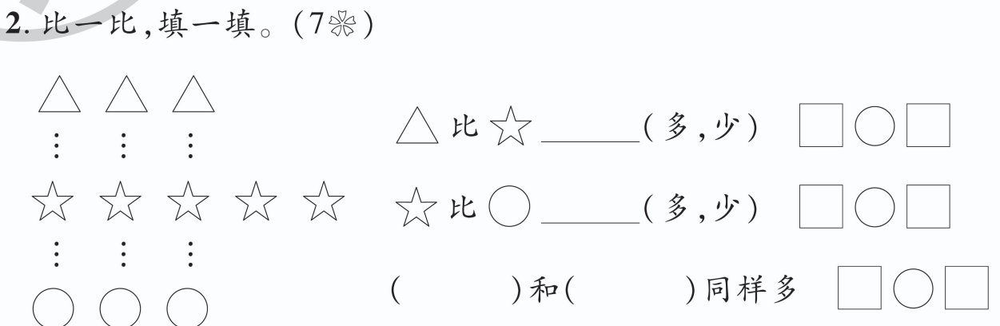 2. 比一比,填一填。(7❀)
△比☆______(多,少) □○□
☆比○______(多,少) □○□
(  )和(  )同样多 □○□